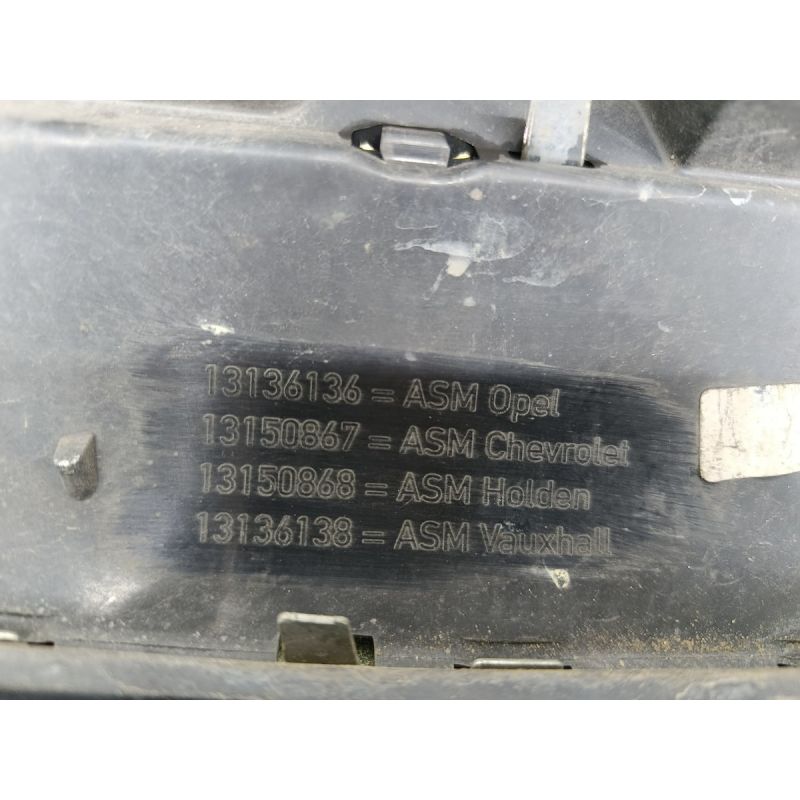 13136136 = ASM Opel
13150867 = ASM Chevrolet
13150868 = ASM Holden
13136138 = ASM Vauxhall